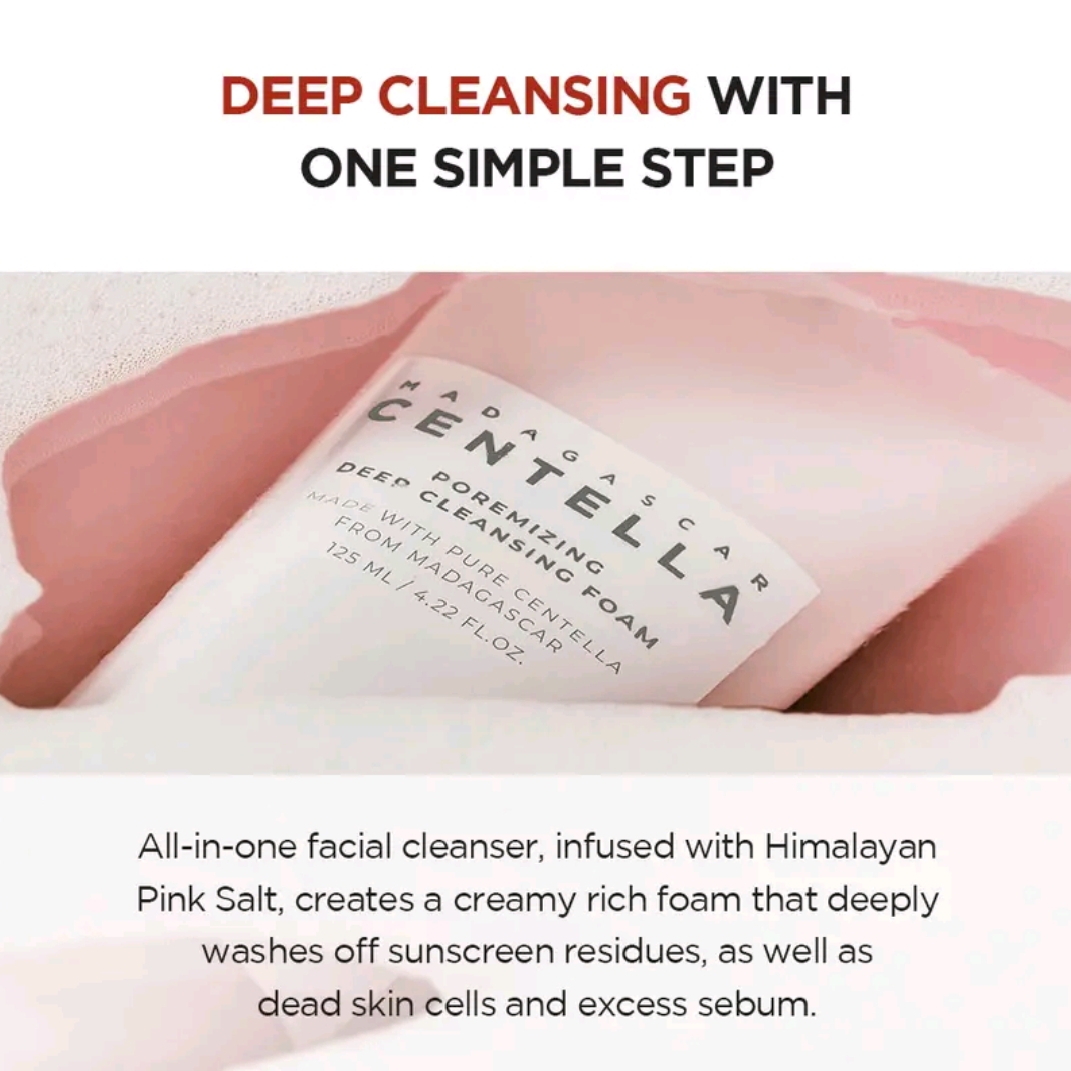 DEEP CLEANSING WITH
ONE SIMPLE STEP
MADAGASCAR
CENTELLA
POREMIZING
DEEP CLEANSING FOAM
MADE WITH PURE CENTELLA
FROM MADAGASCAR
125 ML / 4.22 FL.OZ.
All-in-one facial cleanser, infused with Himalayan
Pink Salt, creates a creamy rich foam that deeply
washes off sunscreen residues, as well as
dead skin cells and excess sebum.